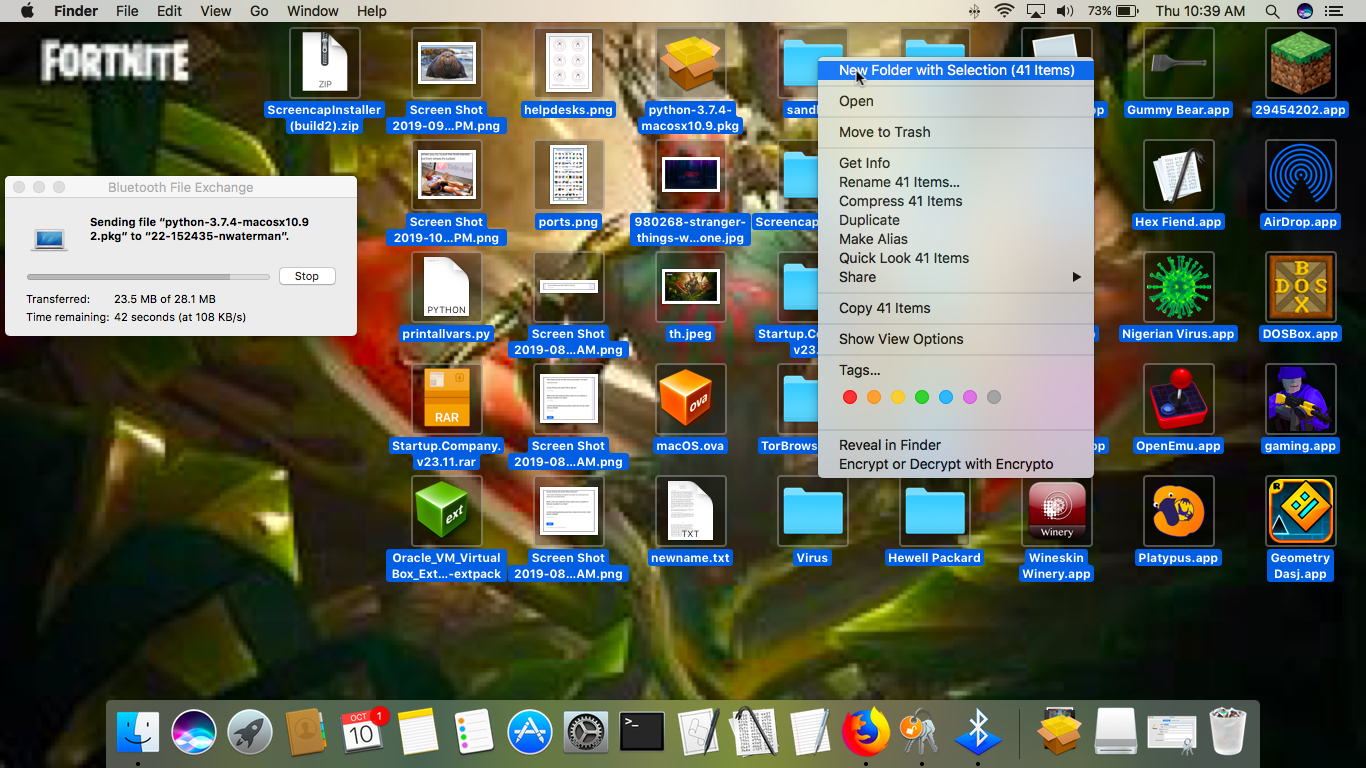 Finder File Edit View Go Window Help 73% Thu 10:39 AM
FORTNITE
ZIP
ScreencapInstaller
(build2).zip
Screen Shot
2019-09...PM.png
helpdesks.png
python-3.7.4-
macosx10.9.pkg
Gummy Bear.app
29454202.app
Screen Shot
2019-10...PM.png
ports.png
980268-stranger-
things-w...one.jpg
Hex Fiend.app
AirDrop.app
PYTHON
printallvars.py
Screen Shot
2019-08...AM.png
th.jpeg
Startup.Co
v23.
Nigerian Virus.app
BOX
DOS
DOSBox.app
RAR
Startup.Company.
v23.11.rar
Screen Shot
2019-08...AM.png
ova
macOS.ova
TorBrows
OpenEmu.app
gaming.app
ext
Oracle_VM_Virtual
Box_Ext...-extpack
Screen Shot
2019-08...AM.png
TXT
newname.txt
Virus
Hewell Packard
Winery
Wineskin
Winery.app
Platypus.app
Geometry
Dasj.app
Bluetooth File Exchange
Sending file “python-3.7.4-macosx10.9
2.pkg” to “22-152435-nwaterman”.
Stop
Transferred: 23.5 MB of 28.1 MB
Time remaining: 42 seconds (at 108 KB/s)
New Folder with Selection (41 Items)
Open
Move to Trash
Get Info
Rename 41 Items...
Compress 41 Items
Duplicate
Make Alias
Quick Look 41 Items
Share
Copy 41 Items
Show View Options
Tags...
Reveal in Finder
Encrypt or Decrypt with Encrypto
OCT
10
1